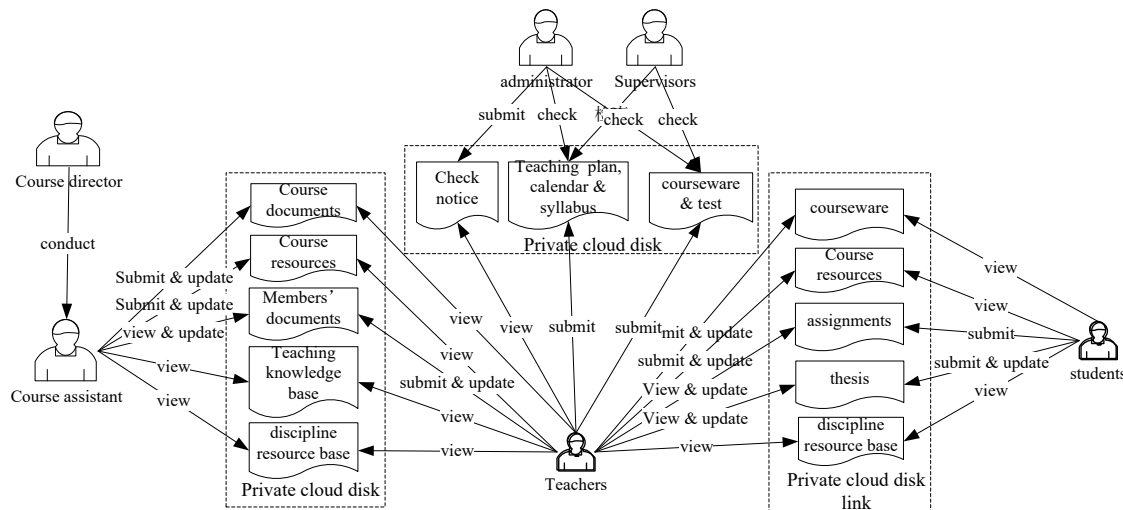 administrator
Supervisors
submit
check
check
check
Course director
conduct
Course assistant
Check
notice
Teaching plan,
calendar &
syllabus
courseware
& test
Private cloud disk
Course
documents
Course
resources
Members’
documents
Teaching
knowledge
base
discipline
resource base
Private cloud disk
Submit & update
Submit & update
view & update
view
view
view
view
submit & update
view
view
view
submit
submit
mit & update
submit & update
View & update
View & update
view
Teachers
courseware
Course
resources
assignments
thesis
discipline
resource base
Private cloud disk
link
view
view
submit
submit & update
view
students